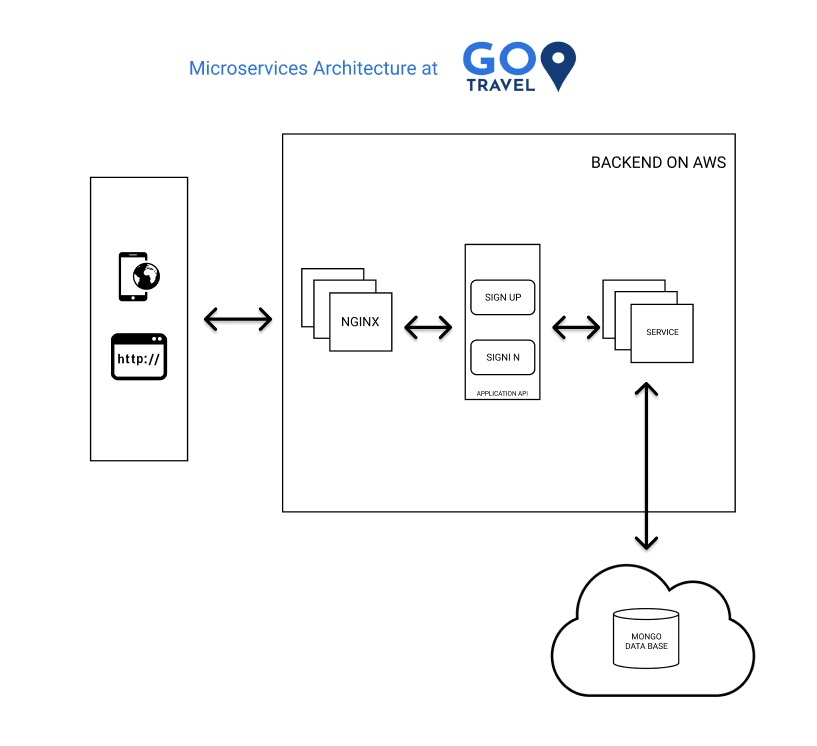 Microservices Architecture at
GO
TRAVEL
BACKEND ON AWS
http://
NGINX
SIGN UP
SIGNI N
APPLICATION API
SERVICE
MONGO
DATA BASE